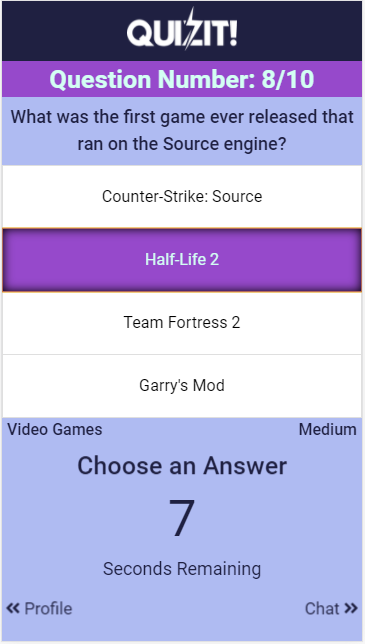 QUIZIT!
Question Number: 8/10
What was the first game ever released that
ran on the Source engine?
Counter-Strike: Source
Half-Life 2
Team Fortress 2
Garry's Mod
Video Games Medium
Choose an Answer
7
Seconds Remaining
Profile Chat